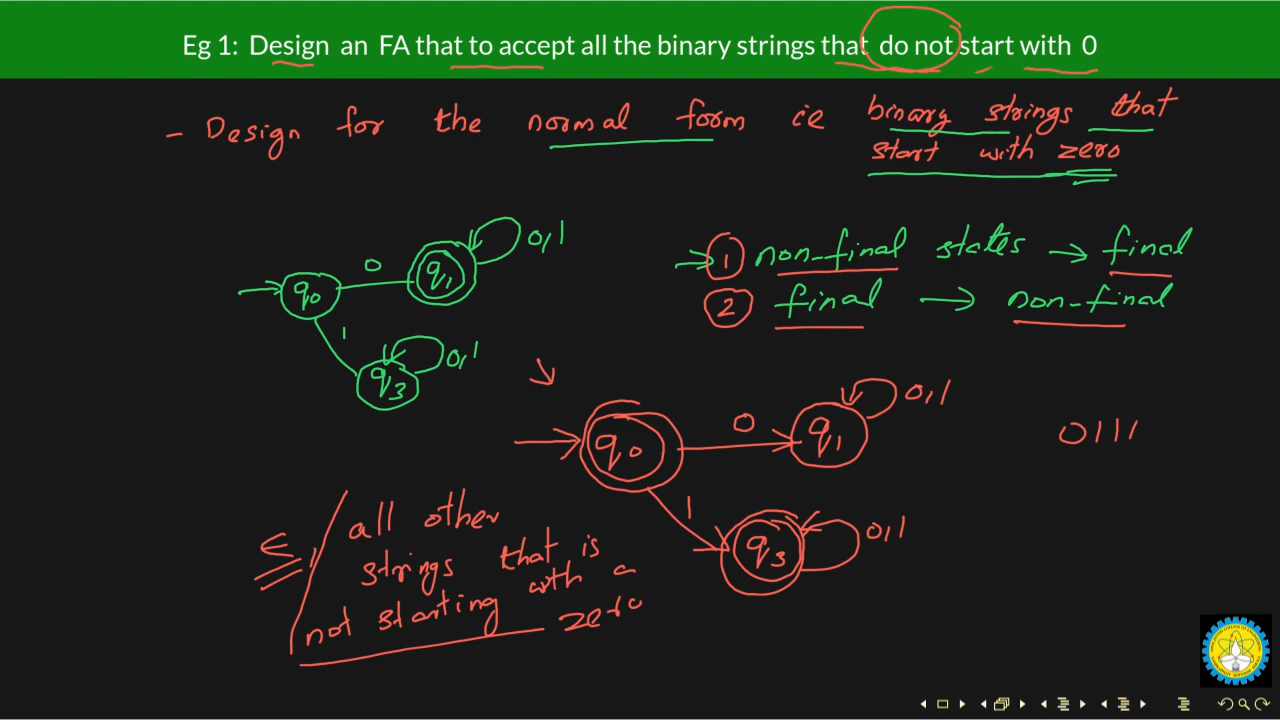 Eg 1: Design an FA that to accept all the binary strings that do not start with 0
- Design for the normal form ie binary strings that
start with zero
q0
0
q1
0,1
1
q3
0,1
1 non-final states → final
2 final → non-final
q0
0
q1
0,1
1
q3
0,1
0111
ε, all other
strings that is
not starting with a
zero